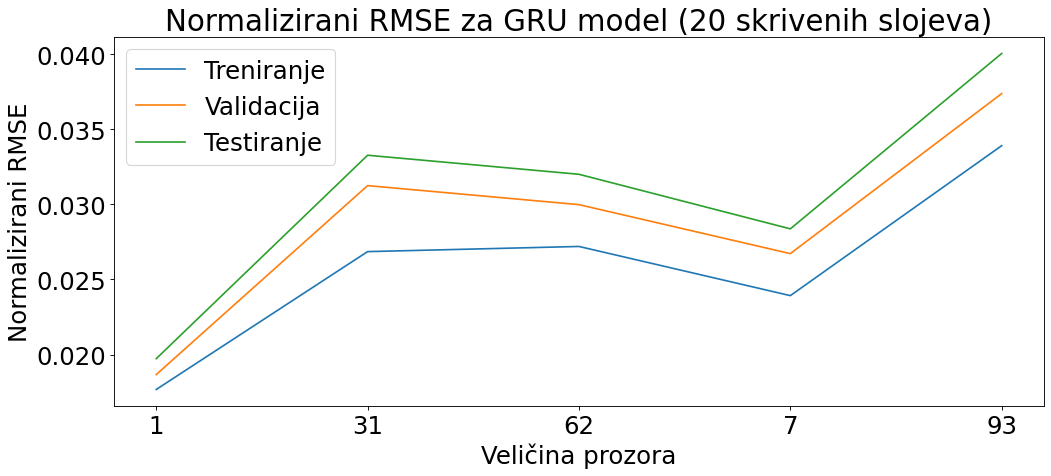 Normalizirani RMSE za GRU model (20 skrivenih slojeva)
Treniranje
Validacija
Testiranje
Normalizirani RMSE
0.040
0.035
0.030
0.025
0.020
1 31 62 7 93
Veličina prozora